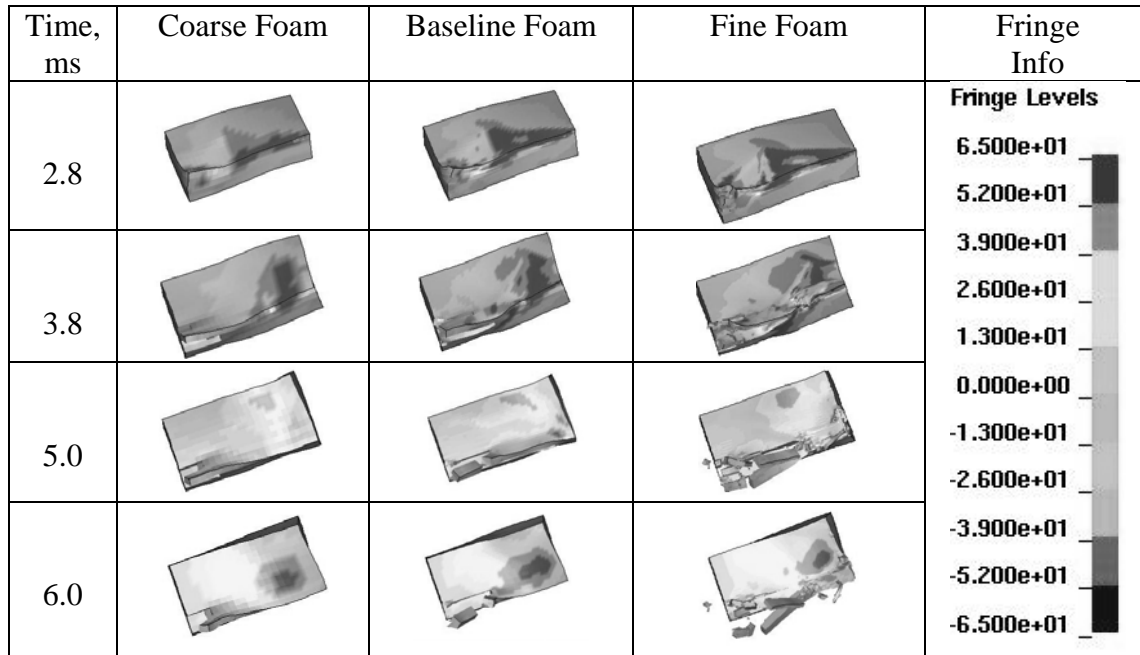 Time, ms
Coarse Foam
Baseline Foam
Fine Foam
Fringe Info
2.8
3.8
5.0
6.0
Fringe Levels
6.500e+01
5.200e+01
3.900e+01
2.600e+01
1.300e+01
0.000e+00
-1.300e+01
-2.600e+01
-3.900e+01
-5.200e+01
-6.500e+01